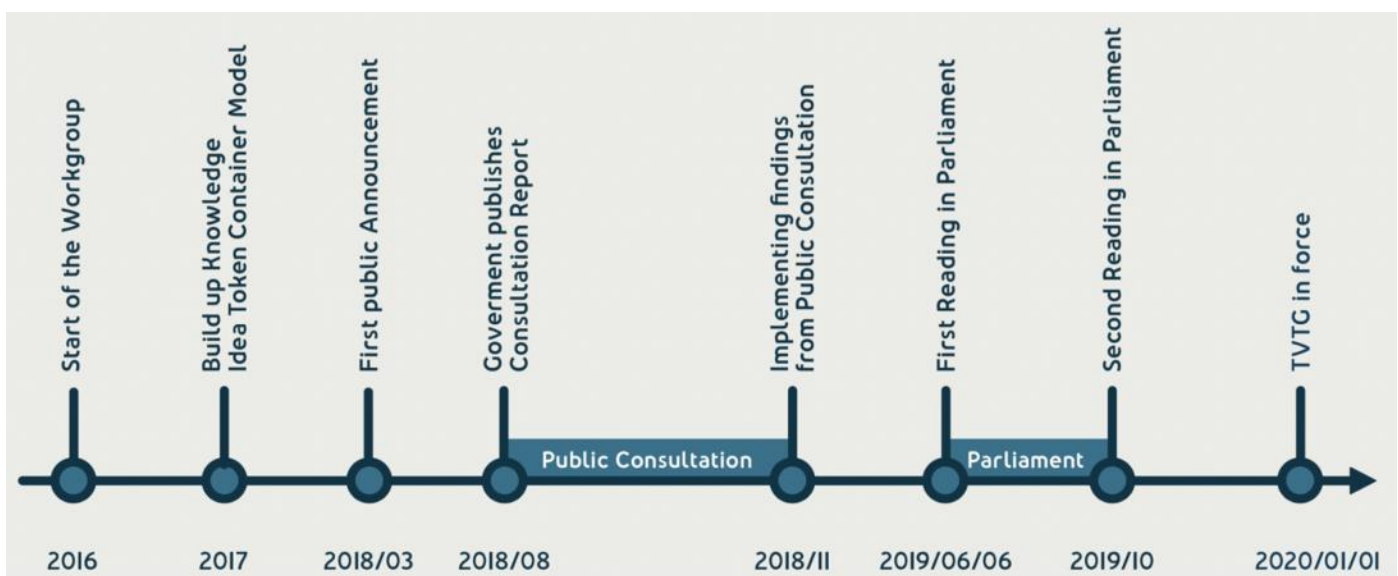 Start of the Workgroup
Build up Knowledge
Idea Token Container Model
First public Announcement
Goverment publishes
Consultation Report
Implementing findings
from Public Consultation
First Reading in Parliament
Second Reading in Parliament
TVTG in force
Public Consultation
Parliament
2016
2017
2018/03
2018/08
2018/11
2019/06/06
2019/10
2020/01/01